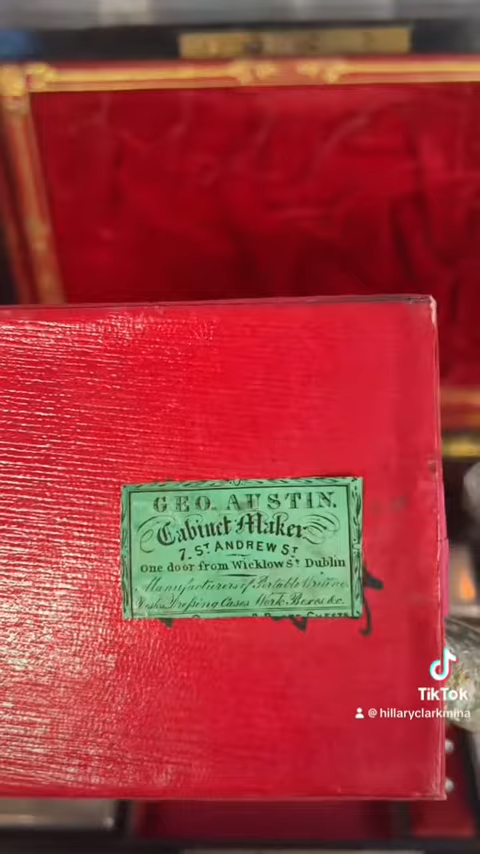 GEO. AUSTIN.
Cabinet Maker
7. ST ANDREW ST
One door from Wicklow St Dublin
Manufacturers of Portable Writing
Desks, Dressing Cases, Work Boxes &c.
TikTok
@ hillaryclarkmina